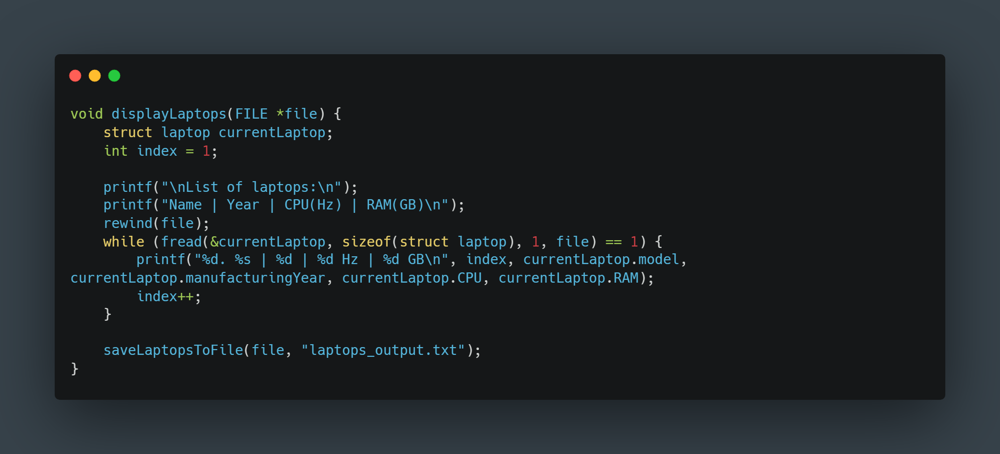 void displayLaptops(FILE *file) {
    struct laptop currentLaptop;
    int index = 1;

    printf("\nList of laptops:\n");
    printf("Name | Year | CPU(Hz) | RAM(GB)\n");
    rewind(file);
    while (fread(&currentLaptop, sizeof(struct laptop), 1, file) == 1) {
        printf("%d. %s | %d | %d Hz | %d GB\n", index, currentLaptop.model,
currentLaptop.manufacturingYear, currentLaptop.CPU, currentLaptop.RAM);
        index++;
    }

    saveLaptopsToFile(file, "laptops_output.txt");
}